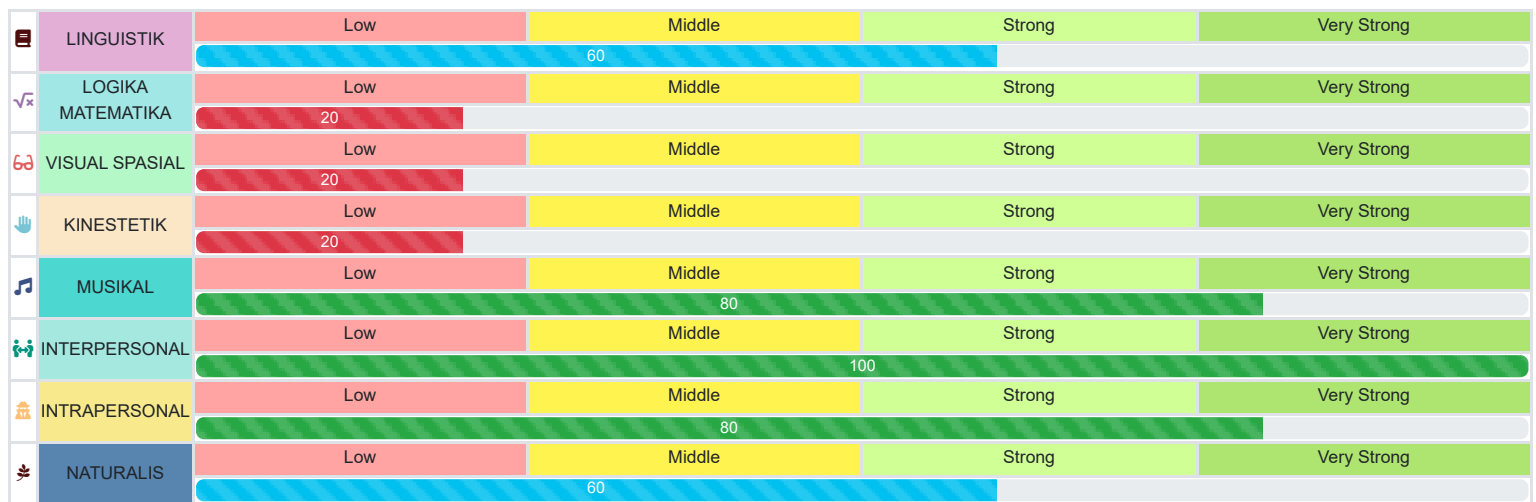 LINGUISTIK
Low Middle Strong Very Strong
60
LOGIKA MATEMATIKA
Low Middle Strong Very Strong
20
VISUAL SPASIAL
Low Middle Strong Very Strong
20
KINESTETIK
Low Middle Strong Very Strong
20
MUSIKAL
Low Middle Strong Very Strong
80
INTERPERSONAL
Low Middle Strong Very Strong
100
INTRAPERSONAL
Low Middle Strong Very Strong
80
NATURALIS
Low Middle Strong Very Strong
60